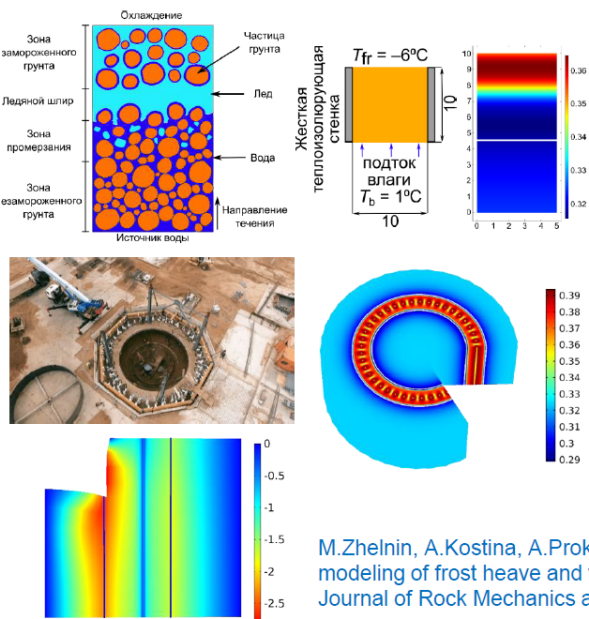 Охлаждение
Зона
замороженного
грунта
Ледяной шлир
Зона
промерзания
Зона
езамороженного
грунта
Частица
грунта
Лед
Вода
Направление
течения
Источник воды
Жесткая
теплоизолирующая
стенка
Tfr = –6ºC
10
подток
влаги
Tb = 1ºC
10
10
9
8
7
6
5
4
3
2
1
0
0 1 2 3 4 5
0.36
0.35
0.34
0.33
0.32
0.39
0.38
0.37
0.36
0.35
0.34
0.33
0.32
0.31
0.3
0.29
0
-0.5
-1
-1.5
-2
-2.5
M.Zhelnin, A.Kostina, A.Prok
modeling of frost heave and
Journal of Rock Mechanics a